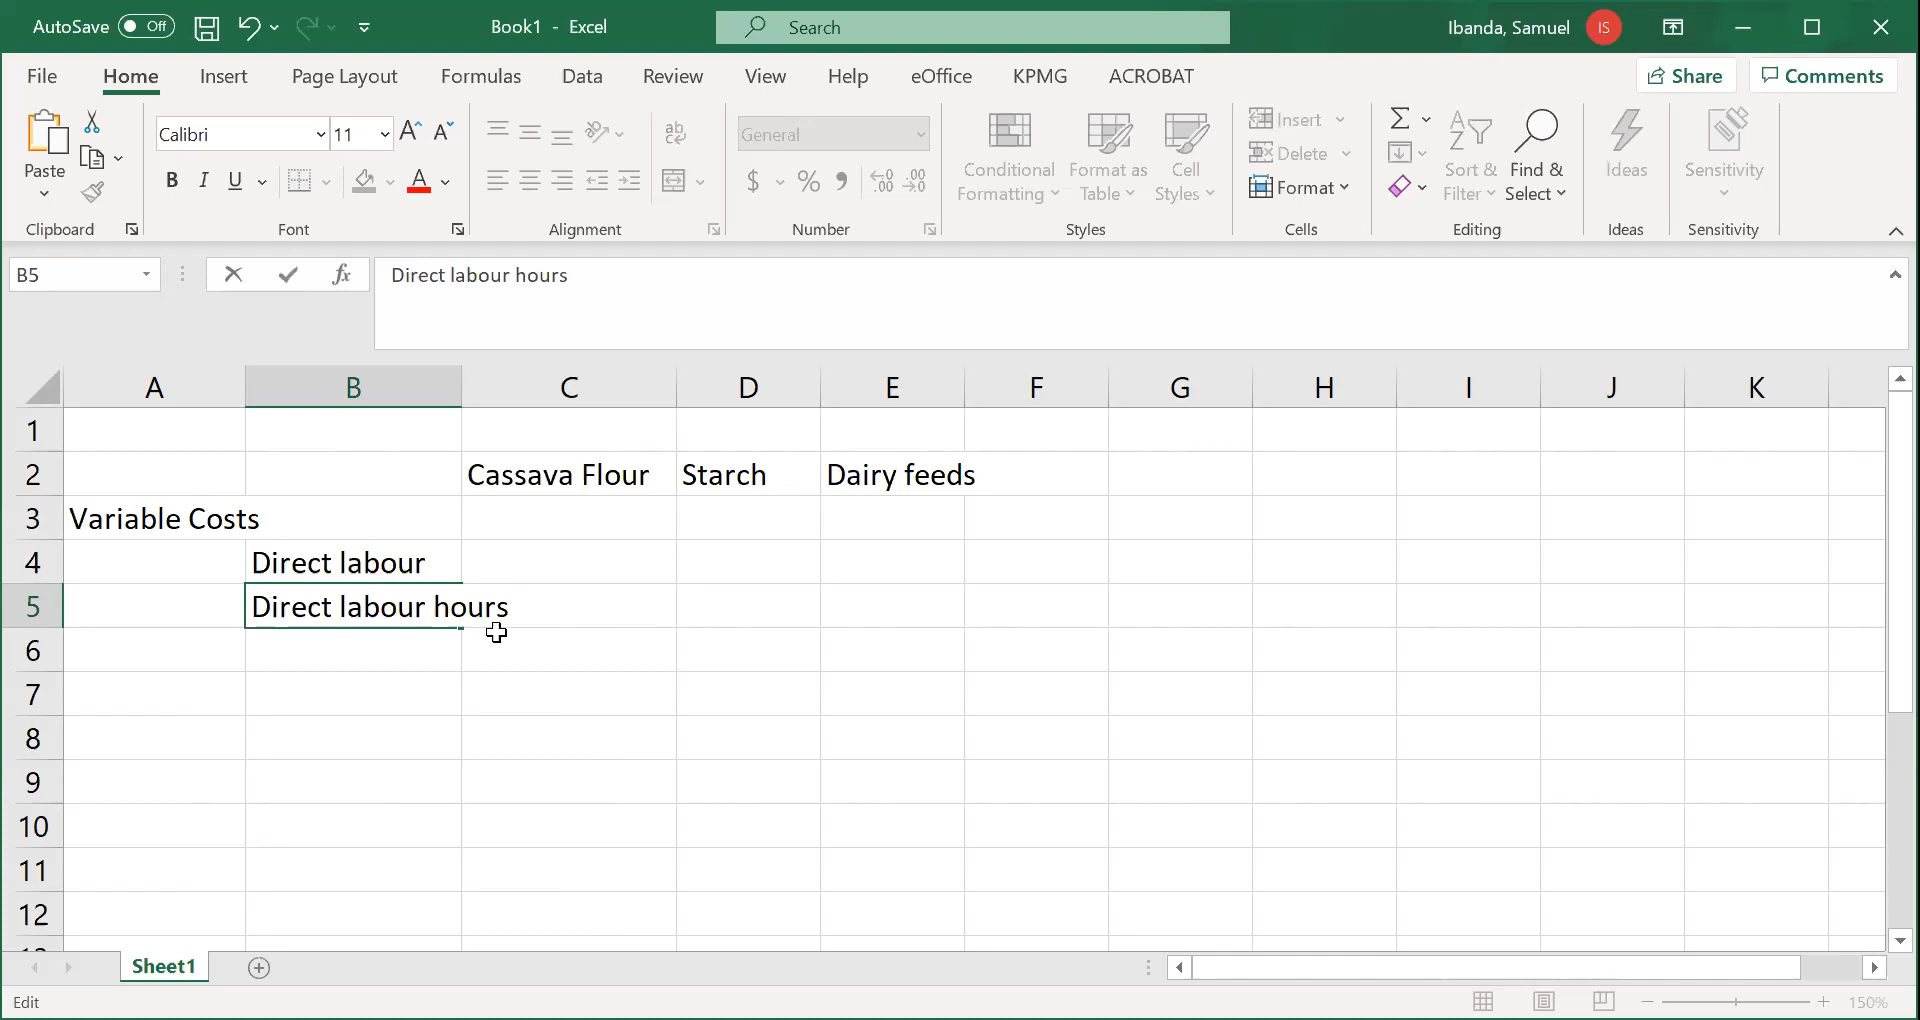 AutoSave Off Book1 - Excel Search Ibanda, Samuel IS
File Home Insert Page Layout Formulas Data Review View Help eOffice KPMG ACROBAT Share Comments
Paste
Calibri 11
B I U A
ab
General
$ % 9
Conditional Formatting
Format as Table
Cell Styles
Insert
Delete
Format
Sort & Filter
Find & Select
Ideas
Sensitivity
Clipboard Font Alignment Number Styles Cells Editing Ideas Sensitivity
B5 fx Direct labour hours
A B C D E F G H I J K
1
2 Cassava Flour Starch Dairy feeds
3 Variable Costs
4 Direct labour
5 Direct labour hours
6
7
8
9
10
11
12
Sheet1
Edit 150%